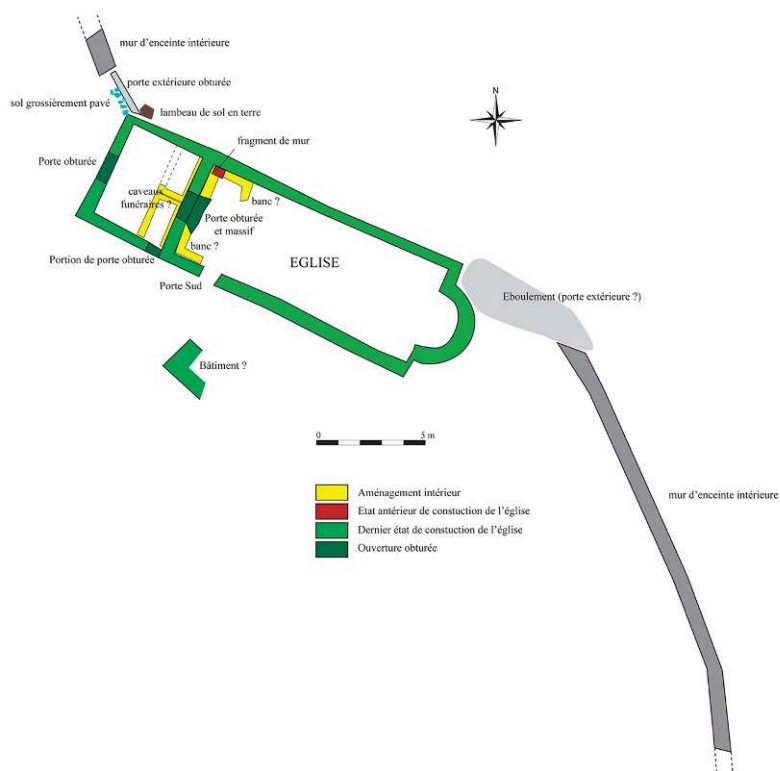 mur d'enceinte intérieure
porte extérieure obturée
sol grossièrement pavé
lambeau de sol en terre
N
fragment de mur
Porte obturée
caveaux
funéraires ?
banc ?
Porte obturée
et massif
banc ?
EGLISE
Portion de porte obturée
Porte Sud
Eboulement (porte extérieure ?)
Bâtiment ?
0 5 m
mur d'enceinte intérieure
Aménagement intérieur
Etat antérieur de constuction de l'église
Dernier état de constuction de l'église
Ouverture obturée